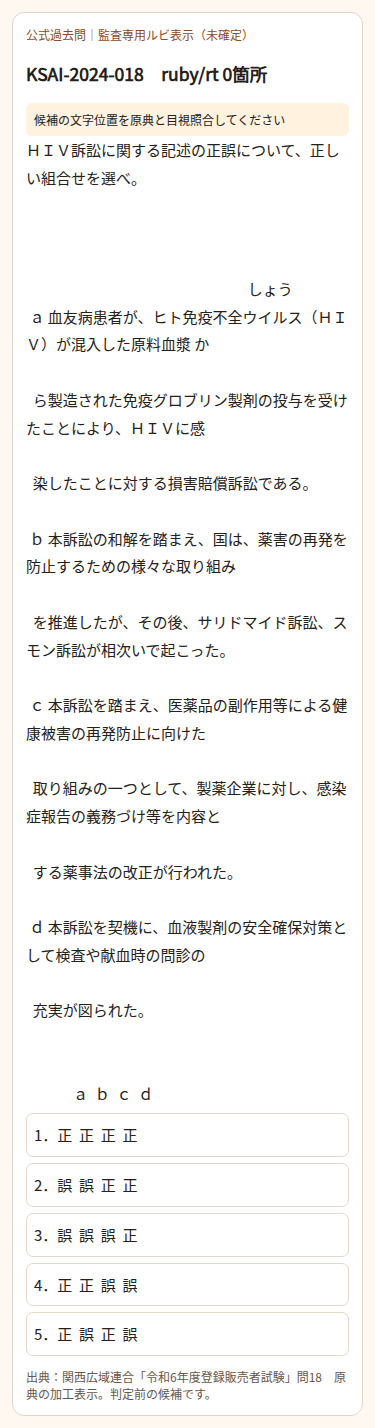 公式過去問｜監査専用ルビ表示（未確定）
KSAI-2024-018　ruby/rt 0箇所
候補の文字位置を原典と目視照合してください
ＨＩＶ訴訟に関する記述の正誤について、正し
い組合せを選べ。
しょう
ａ 血友病患者が、ヒト免疫不全ウイルス（ＨＩ
Ｖ）が混入した原料血漿 か
ら製造された免疫グロブリン製剤の投与を受け
たことにより、ＨＩＶに感
染したことに対する損害賠償訴訟である。
ｂ 本訴訟の和解を踏まえ、国は、薬害の再発を
防止するための様々な取り組み
を推進したが、その後、サリドマイド訴訟、ス
モン訴訟が相次いで起こった。
ｃ 本訴訟を踏まえ、医薬品の副作用等による健
康被害の再発防止に向けた
取り組みの一つとして、製薬企業に対し、感染
症報告の義務づけ等を内容と
する薬事法の改正が行われた。
ｄ 本訴訟を契機に、血液製剤の安全確保対策と
して検査や献血時の問診の
充実が図られた。
ａ ｂ ｃ ｄ
1. 正 正 正 正
2. 誤 誤 正 正
3. 誤 誤 誤 正
4. 正 正 誤 誤
5. 正 誤 正 誤
出典：関西広域連合「令和6年度登録販売者試験」問18　原
典の加工表示。判定前の候補です。